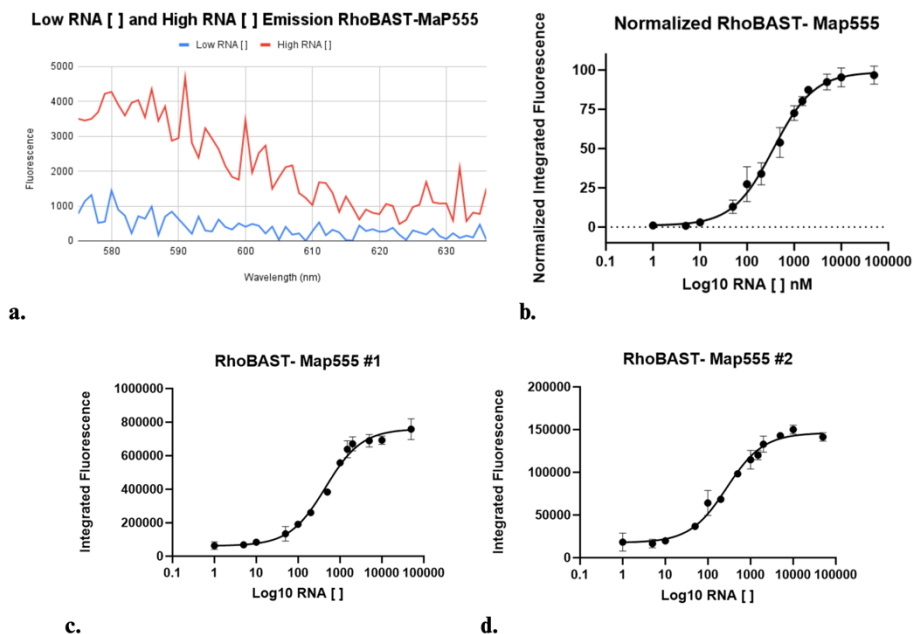 Low RNA [ ] and High RNA [ ] Emission RhoBAST-MaP555
Low RNA [ ] High RNA [ ]
Fluorescence
5000
4000
3000
2000
1000
0
580 590 600 610 620 630
Wavelength (nm)
a.
Normalized RhoBAST- Map555
Normalized Integrated Fluorescence
100
75
50
25
0
0.1 1 10 100 1000 10000 100000
Log10 RNA [ ] nM
b.
RhoBAST- Map555 #1
Integrated Fluorescence
1000000
800000
600000
400000
200000
0
0.1 1 10 100 1000 10000 100000
Log10 RNA [ ]
c.
RhoBAST- Map555 #2
Integrated Fluorescence
200000
150000
100000
50000
0
0.1 1 10 100 1000 10000 100000
Log10 RNA [ ]
d.